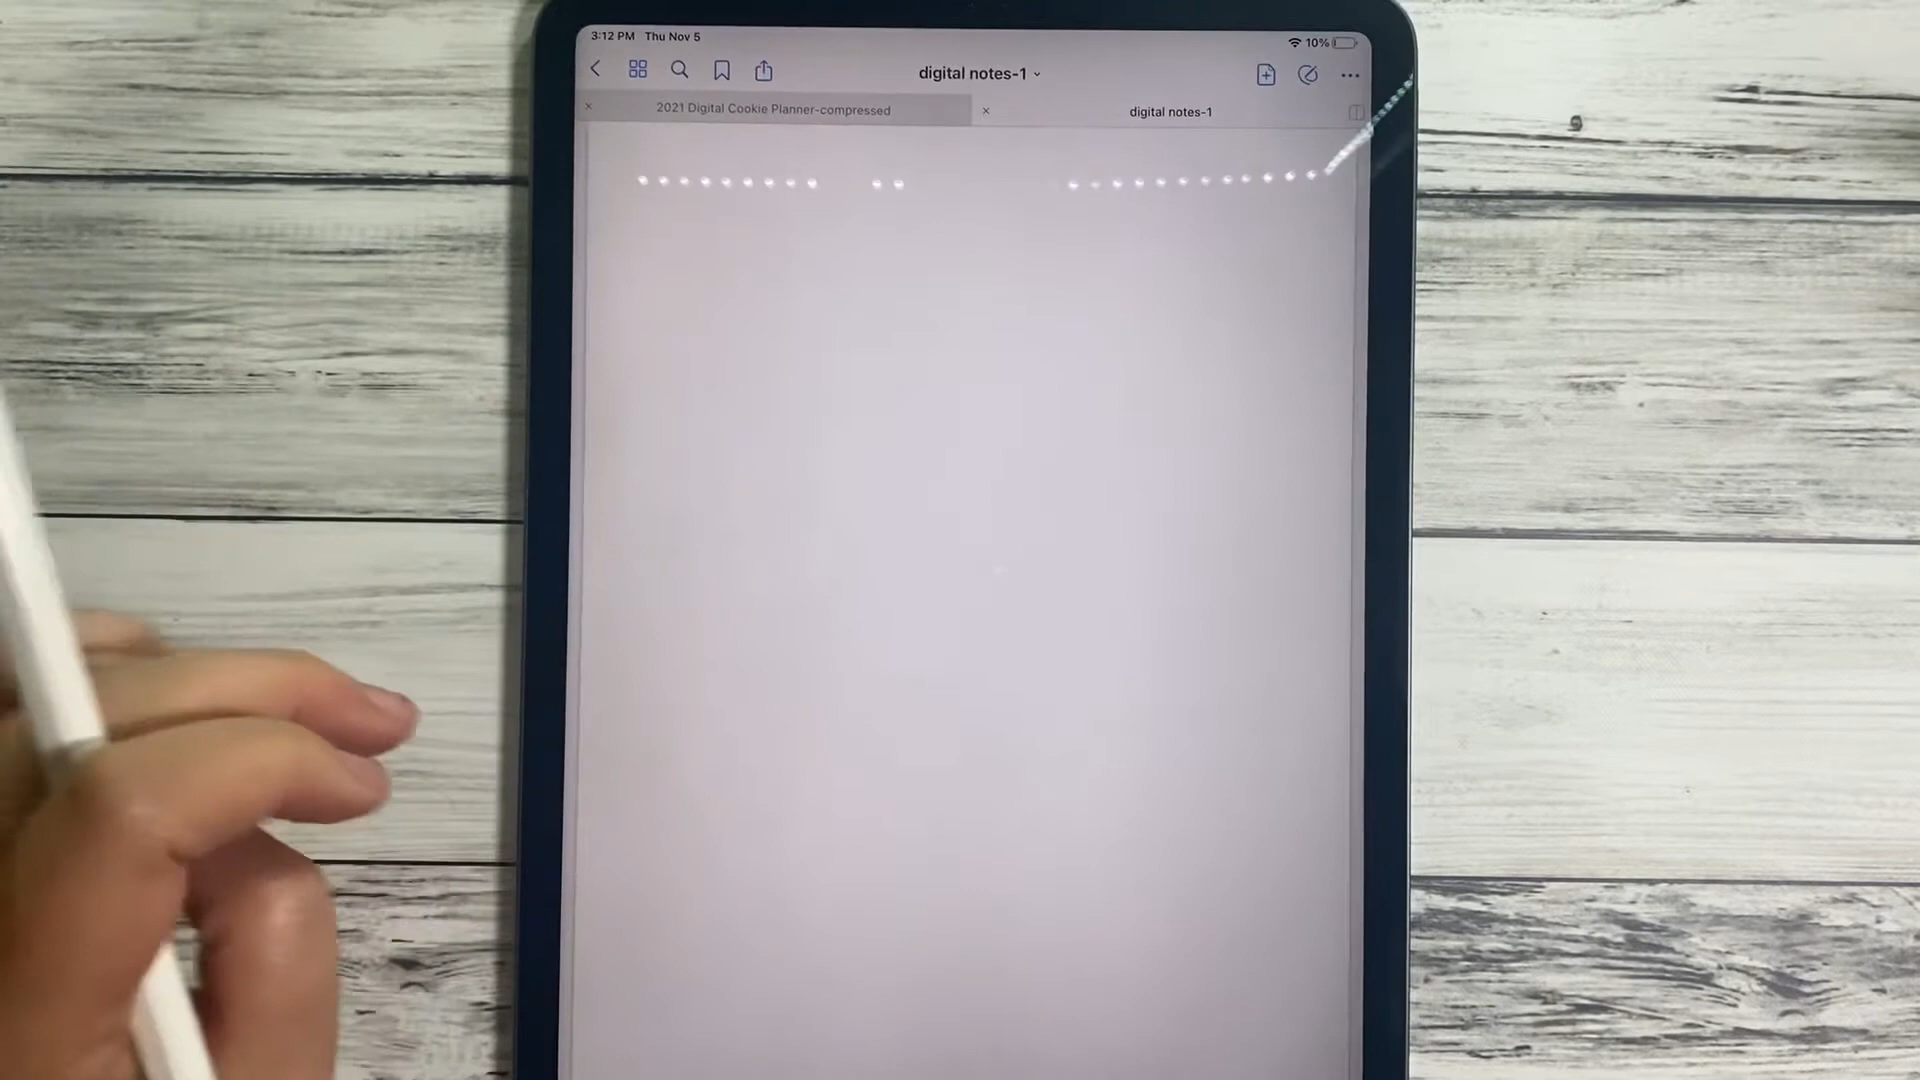 3:12 PM Thu Nov 5
10%
digital notes-1
2021 Digital Cookie Planner-compressed
digital notes-1